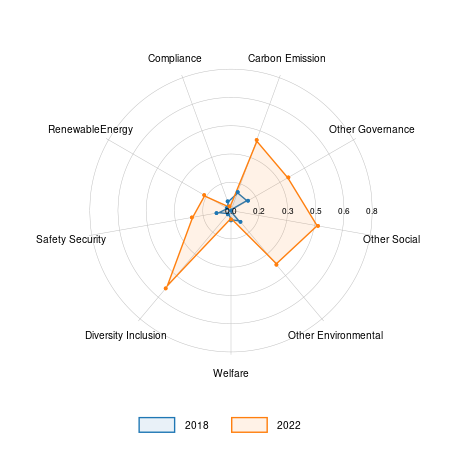 Compliance
Carbon Emission
RenewableEnergy
Other Governance
0.0
0.2
0.3
0.5
0.6
0.8
Safety Security
Other Social
Diversity Inclusion
Other Environmental
Welfare
2018
2022